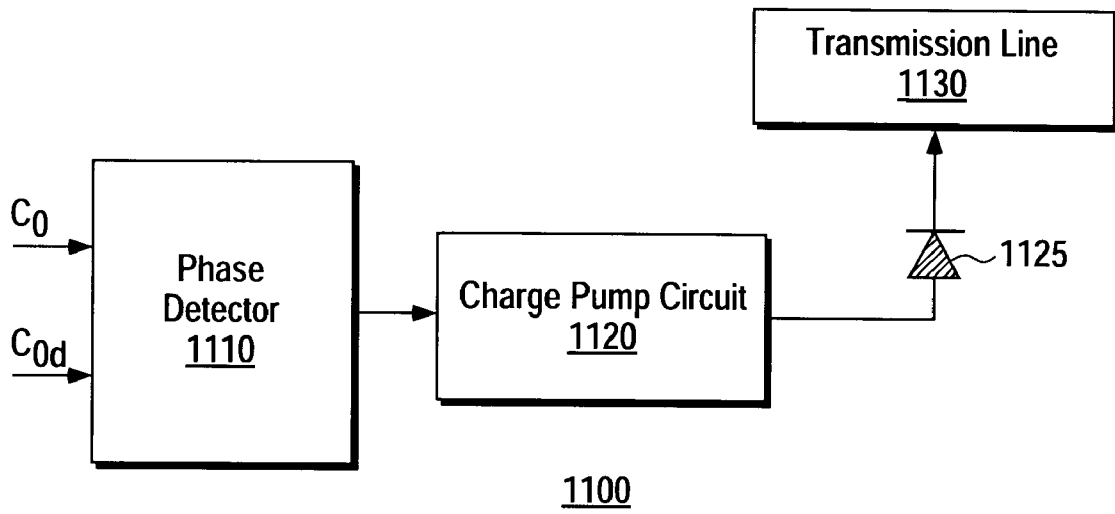 Transmission Line
1130
C0
Phase
Detector
1110
C0d
Charge Pump Circuit
1120
1125
1100